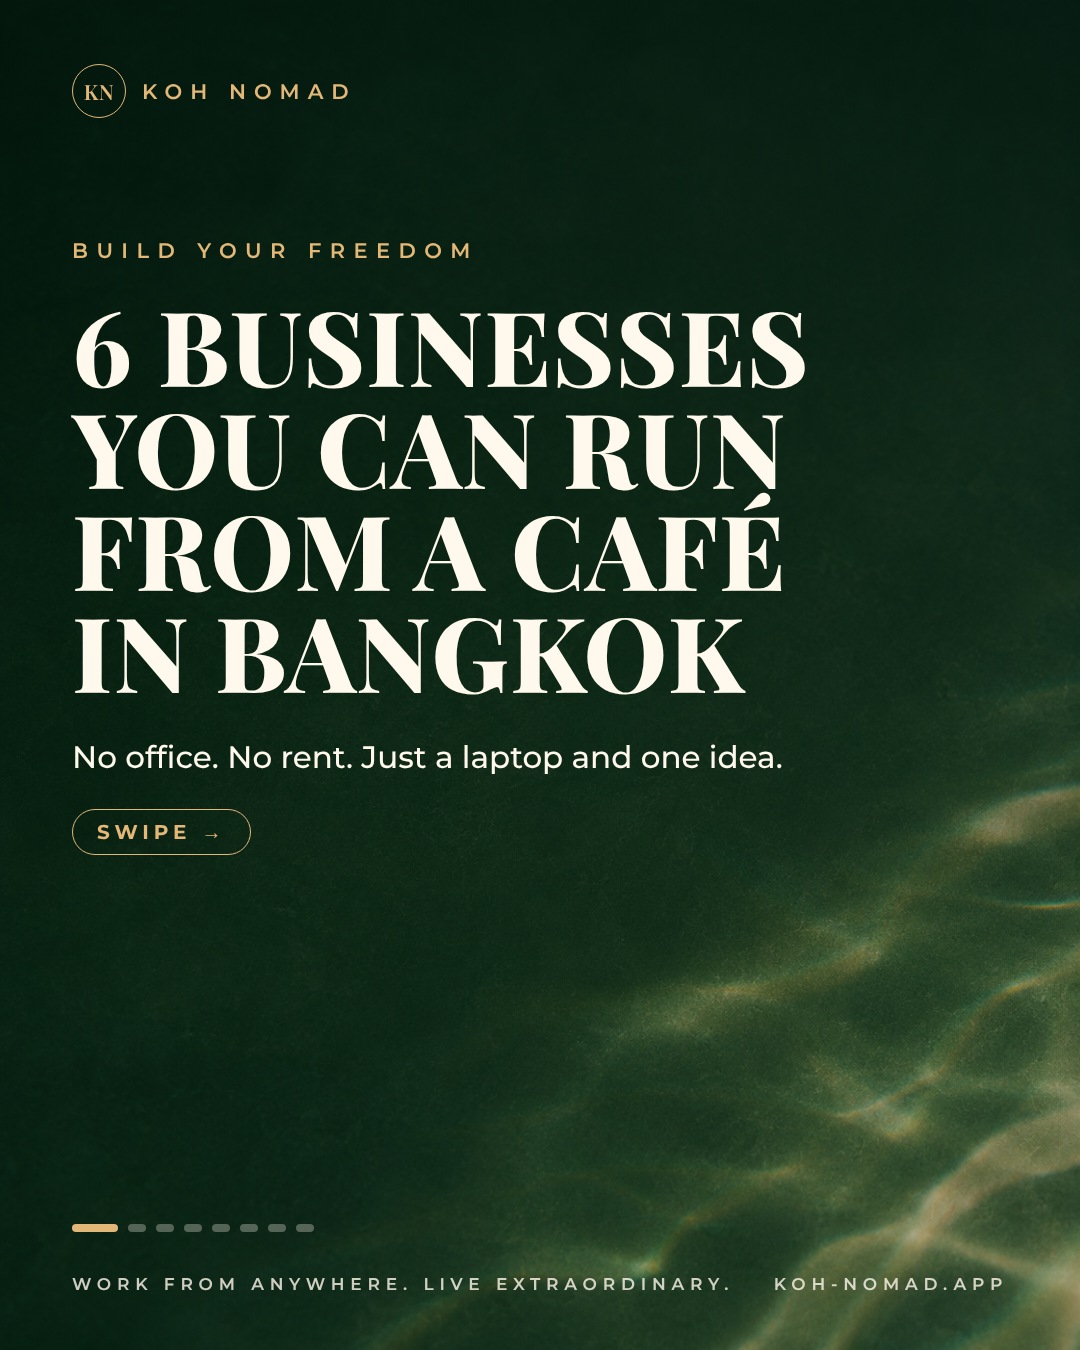 KN KOH NOMAD
BUILD YOUR FREEDOM
6 BUSINESSES
YOU CAN RUN
FROM A CAFÉ
IN BANGKOK
No office. No rent. Just a laptop and one idea.
SWIPE →
WORK FROM ANYWHERE. LIVE EXTRAORDINARY. KOH-NOMAD.APP